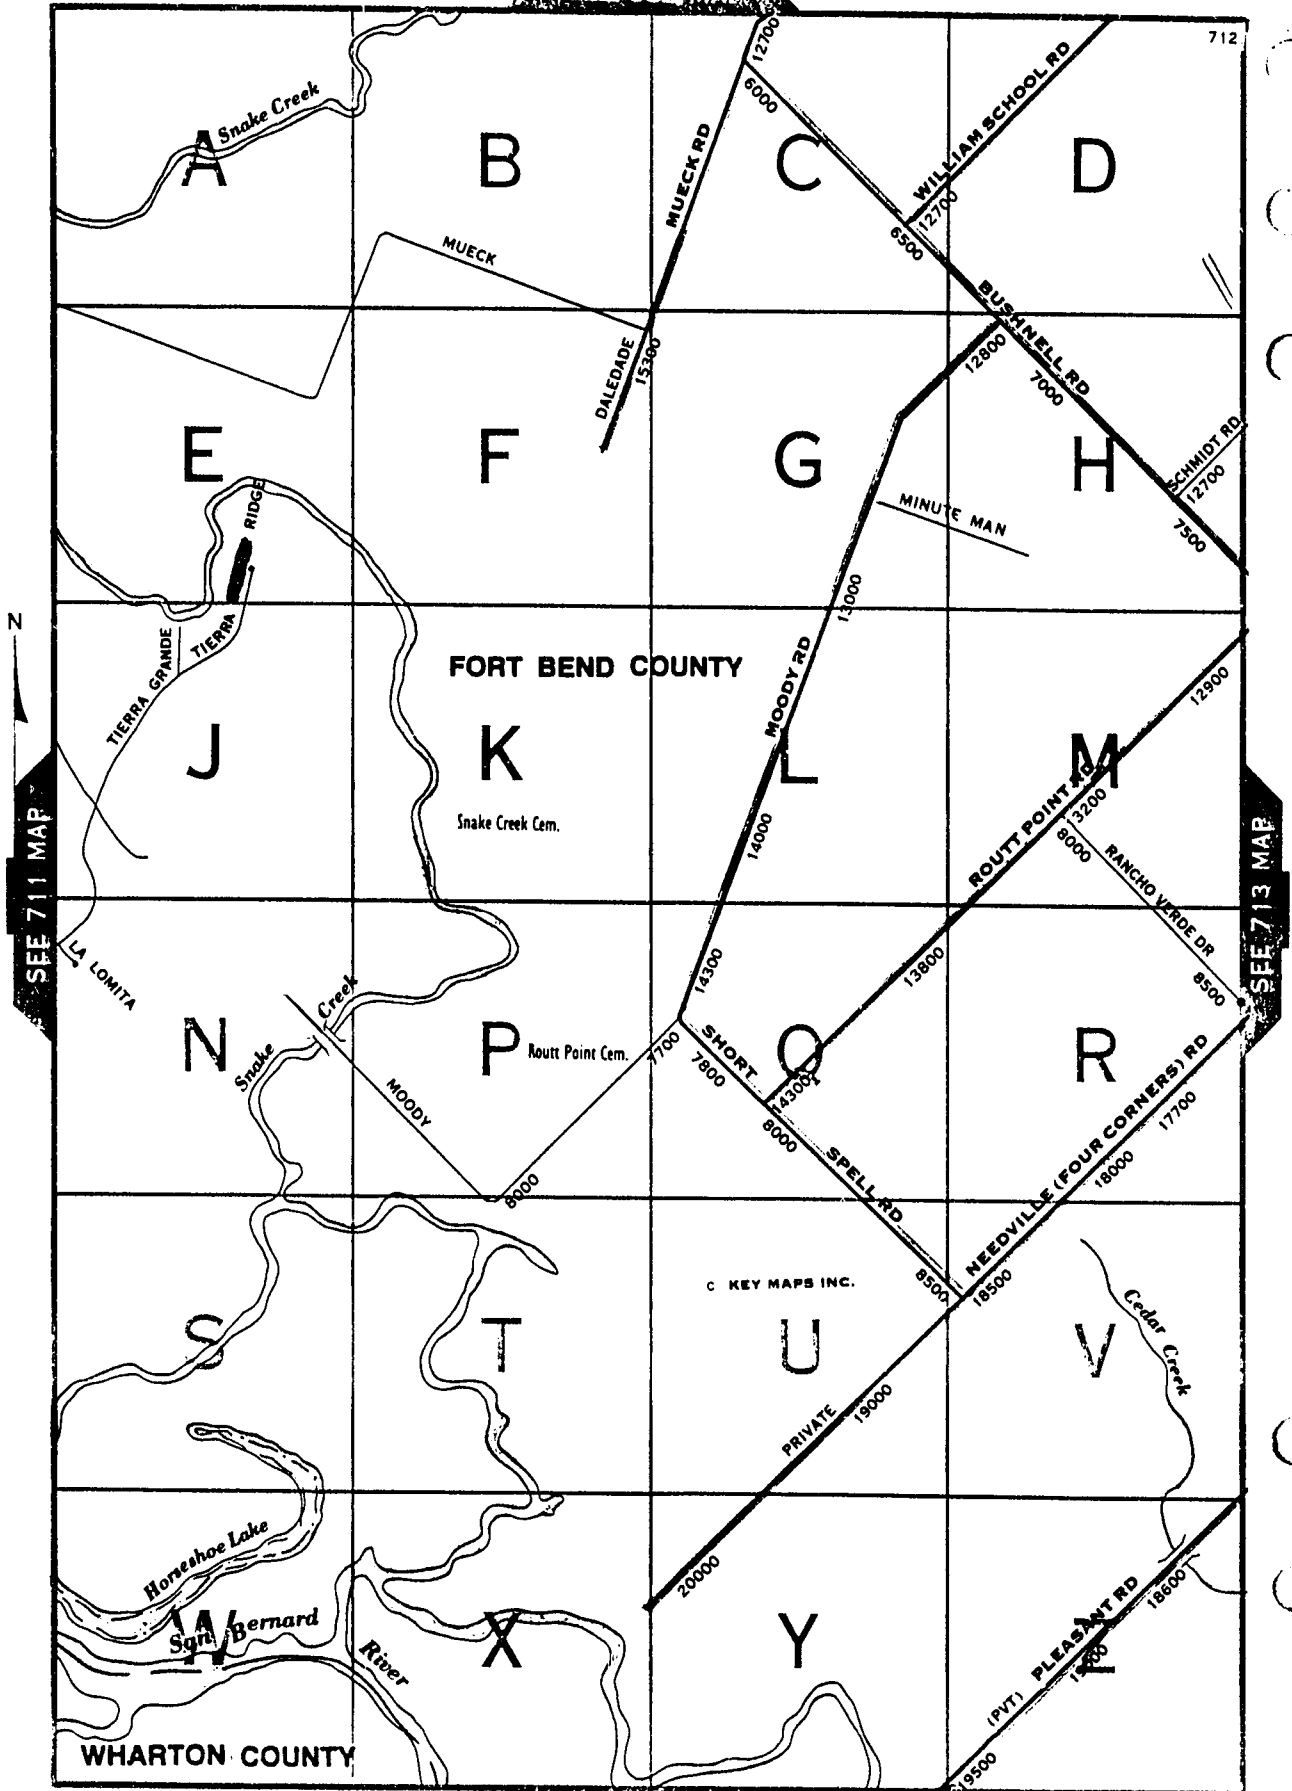 712
12700
6000
Snake Creek
A
B
C
D
MUECK RD
WILLIAM SCHOOL RD
12700
6500
MUECK
BUSHNELL RD
DALEDADE
15300
12800
7000
E
F
G
H
SCHMIDT RD
12700
RIDGE
MINUTE MAN
7500
13000
N
TIERRA
TIERRA GRANDE
FORT BEND COUNTY
MOODY RD
12900
J
K
L
M
ROUTT POINT RD
13200
8000
Snake Creek Cem.
14000
RANCHO VERDE DR
SEE 711 MAP
SEE 713 MAP
LA LOMITA
14300
13800
8500
Snake Creek
N
P
Routt Point Cem.
7700
SHORT
7800
Q
R
14300
MOODY
8000
SPELL RD
NEEDVILLE (FOUR CORNERS) RD
17700
18000
8000
C KEY MAPS INC.
8500
18500
S
T
U
V
Cedar Creek
PRIVATE
19000
Horseshoe Lake
20000
18600
W
San Bernard
River
X
Y
(PVT) PLEASANT RD
WHARTON COUNTY
19500